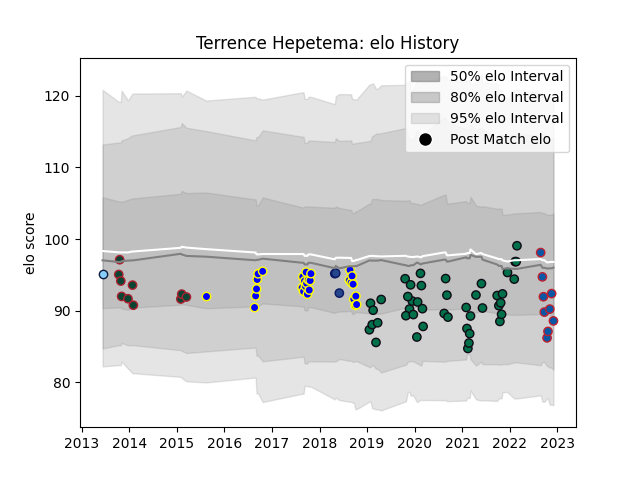 Terrence Hepetema: elo History
50% elo Interval
80% elo Interval
95% elo Interval
Post Match elo
elo score
120
110
100
90
80
2013 2014 2015 2016 2017 2018 2019 2020 2021 2022 2023